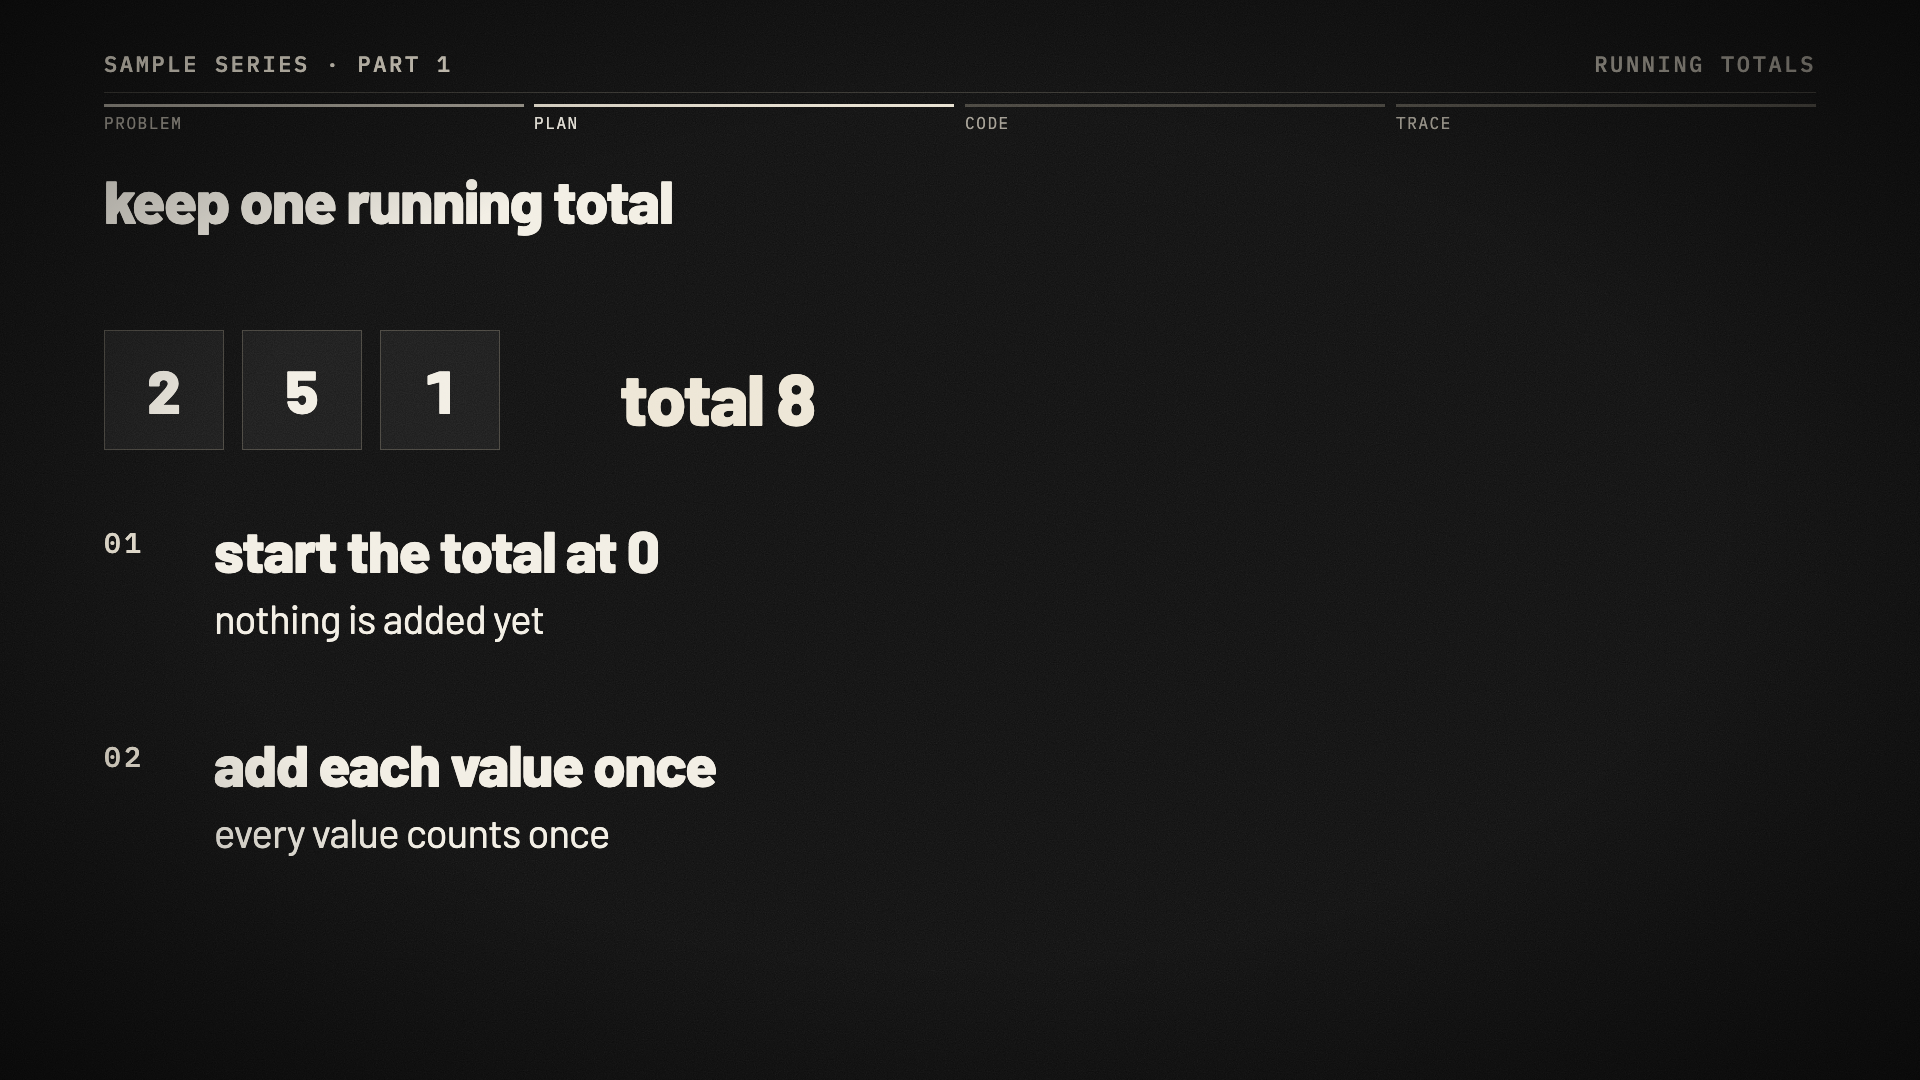 SAMPLE SERIES · PART 1
RUNNING TOTALS
PROBLEM
PLAN
CODE
TRACE
keep one running total
2 5 1
total 8
01
start the total at 0
nothing is added yet
02
add each value once
every value counts once